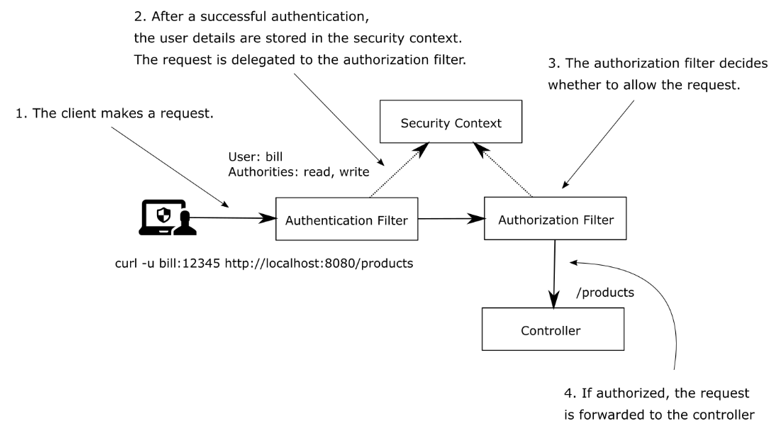 2. After a successful authentication,
the user details are stored in the security context.
The request is delegated to the authorization filter.
3. The authorization filter decides
whether to allow the request.
1. The client makes a request.
Security Context
User: bill
Authorities: read, write
Authentication Filter
Authorization Filter
curl -u bill:12345 http://localhost:8080/products
/products
Controller
4. If authorized, the request
is forwarded to the controller